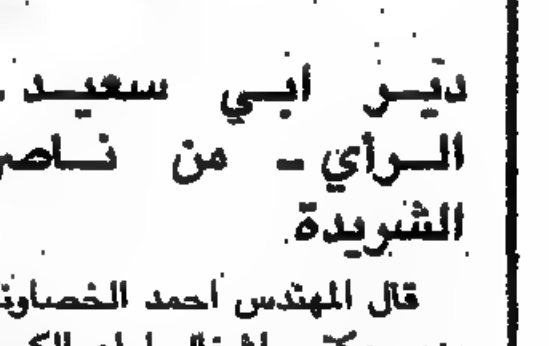 دير ابي سعيد
الرأي - من ناصر
الشريدة
قال المهندس احمد الخصاونة